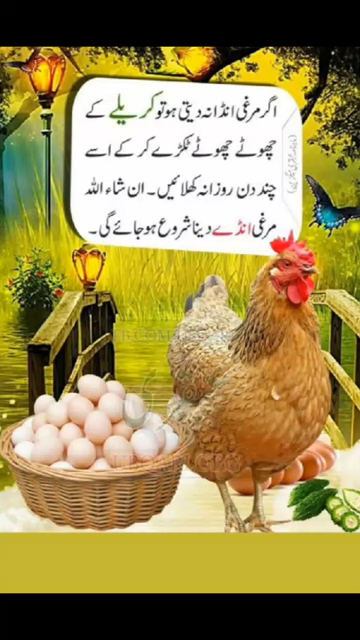 اگر مرغی انڈا نہ دیتی ہو تو کریلے کے
چھوٹے چھوٹے ٹکڑے کر کے اسے
چند دن روزانہ کھلائیں۔ ان شاء اللہ
مرغی انڈے دینا شروع ہو جائے گی۔